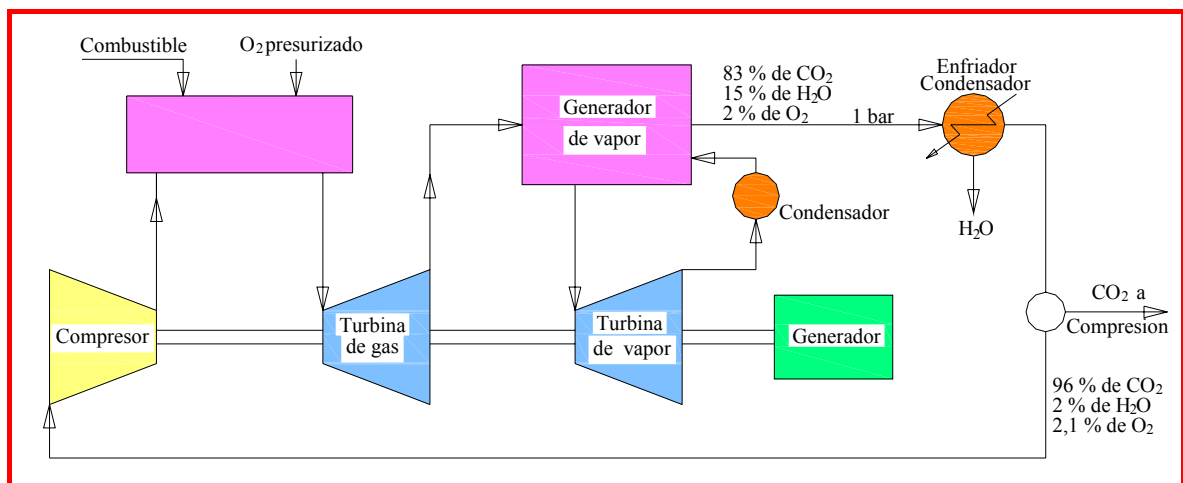 Combustible
O2 presurizado
Generador
de vapor
83 % de CO2
15 % de H2O
2 % de O2
1 bar
Enfriador
Condensador
Condensador
H2O
Compresor
Turbina
de gas
Turbina
de vapor
Generador
CO2 a
Compresion
96 % de CO2
2 % de H2O
2,1 % de O2